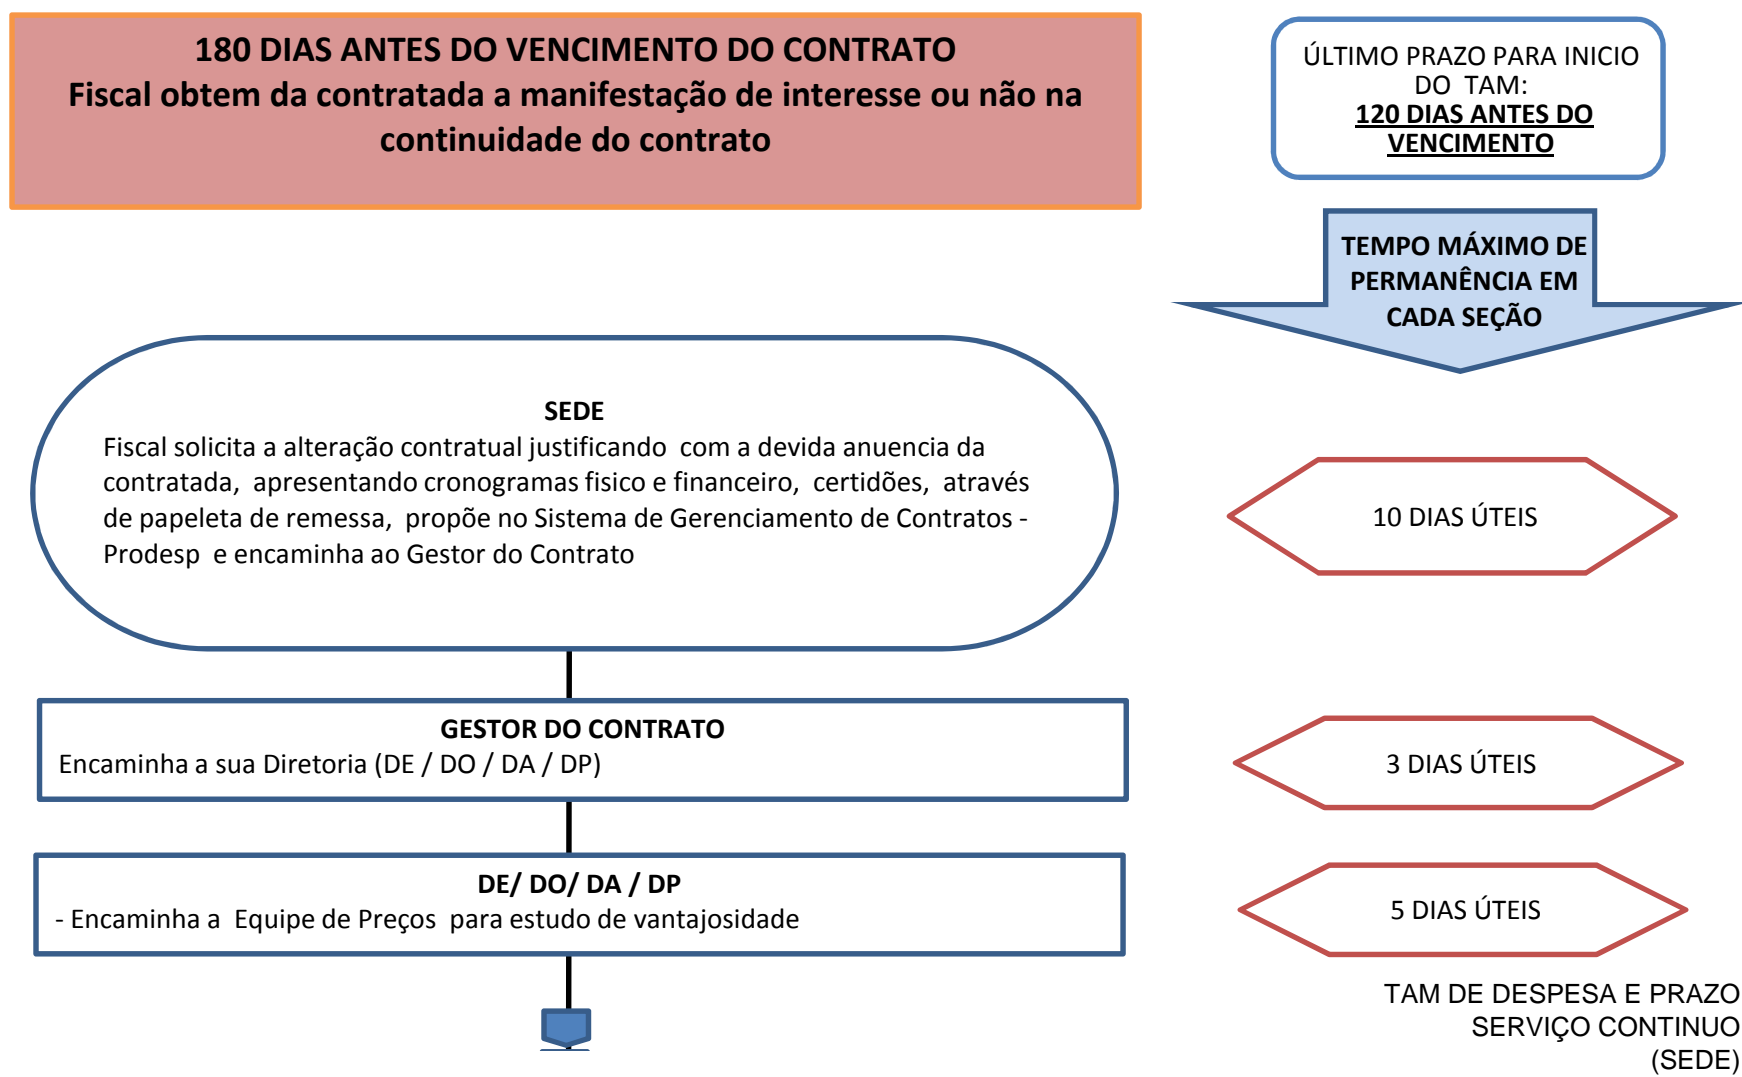 180 DIAS ANTES DO VENCIMENTO DO CONTRATO
Fiscal obtem da contratada a manifestação de interesse ou não na
continuidade do contrato
ÚLTIMO PRAZO PARA INICIO
DO TAM:
120 DIAS ANTES DO
VENCIMENTO
TEMPO MÁXIMO DE
PERMANÊNCIA EM
CADA SEÇÃO
SEDE
Fiscal solicita a alteração contratual justificando com a devida anuencia da
contratada, apresentando cronogramas fisico e financeiro, certidões, através
de papeleta de remessa, propõe no Sistema de Gerenciamento de Contratos -
Prodesp e encaminha ao Gestor do Contrato
10 DIAS ÚTEIS
GESTOR DO CONTRATO
Encaminha a sua Diretoria (DE / DO / DA / DP)
3 DIAS ÚTEIS
DE/ DO/ DA / DP
- Encaminha a Equipe de Preços para estudo de vantajosidade
5 DIAS ÚTEIS
TAM DE DESPESA E PRAZO
SERVIÇO CONTINUO
(SEDE)